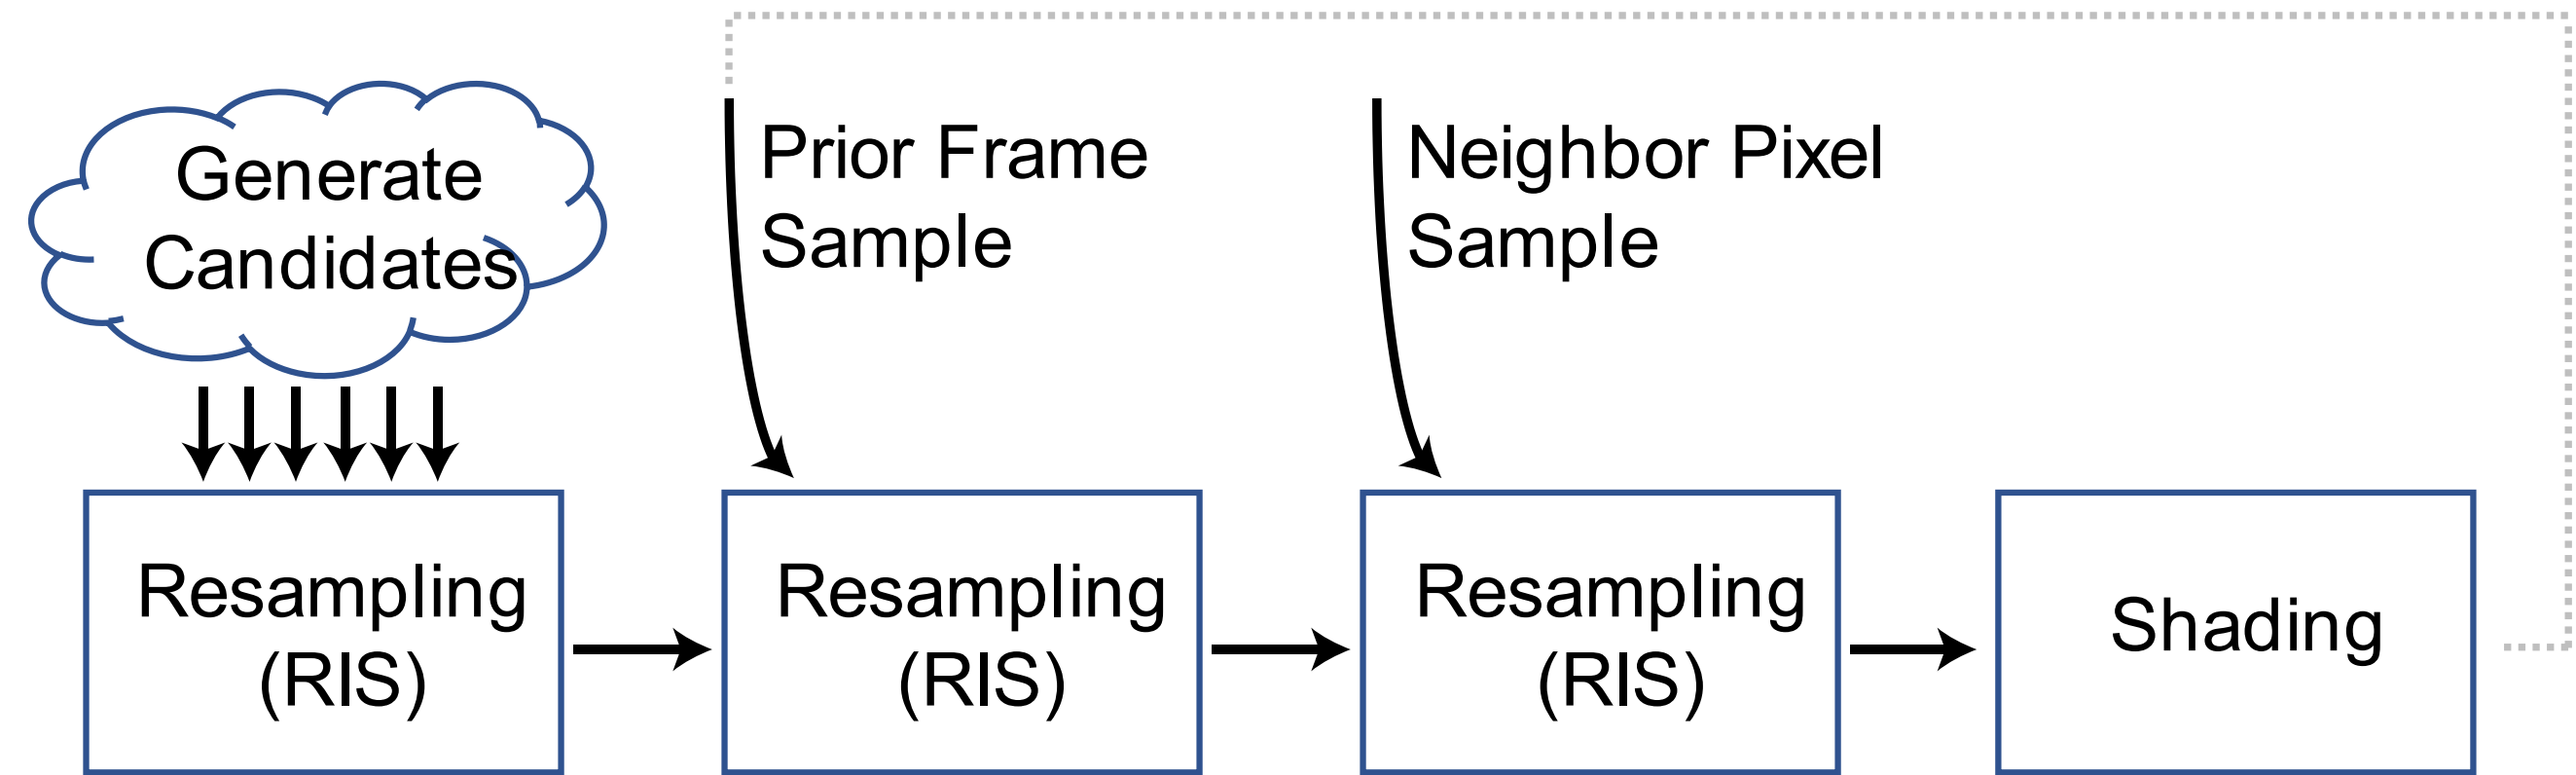 Generate
Candidates
Prior Frame
Sample
Neighbor Pixel
Sample
Resampling
(RIS)
Resampling
(RIS)
Resampling
(RIS)
Shading